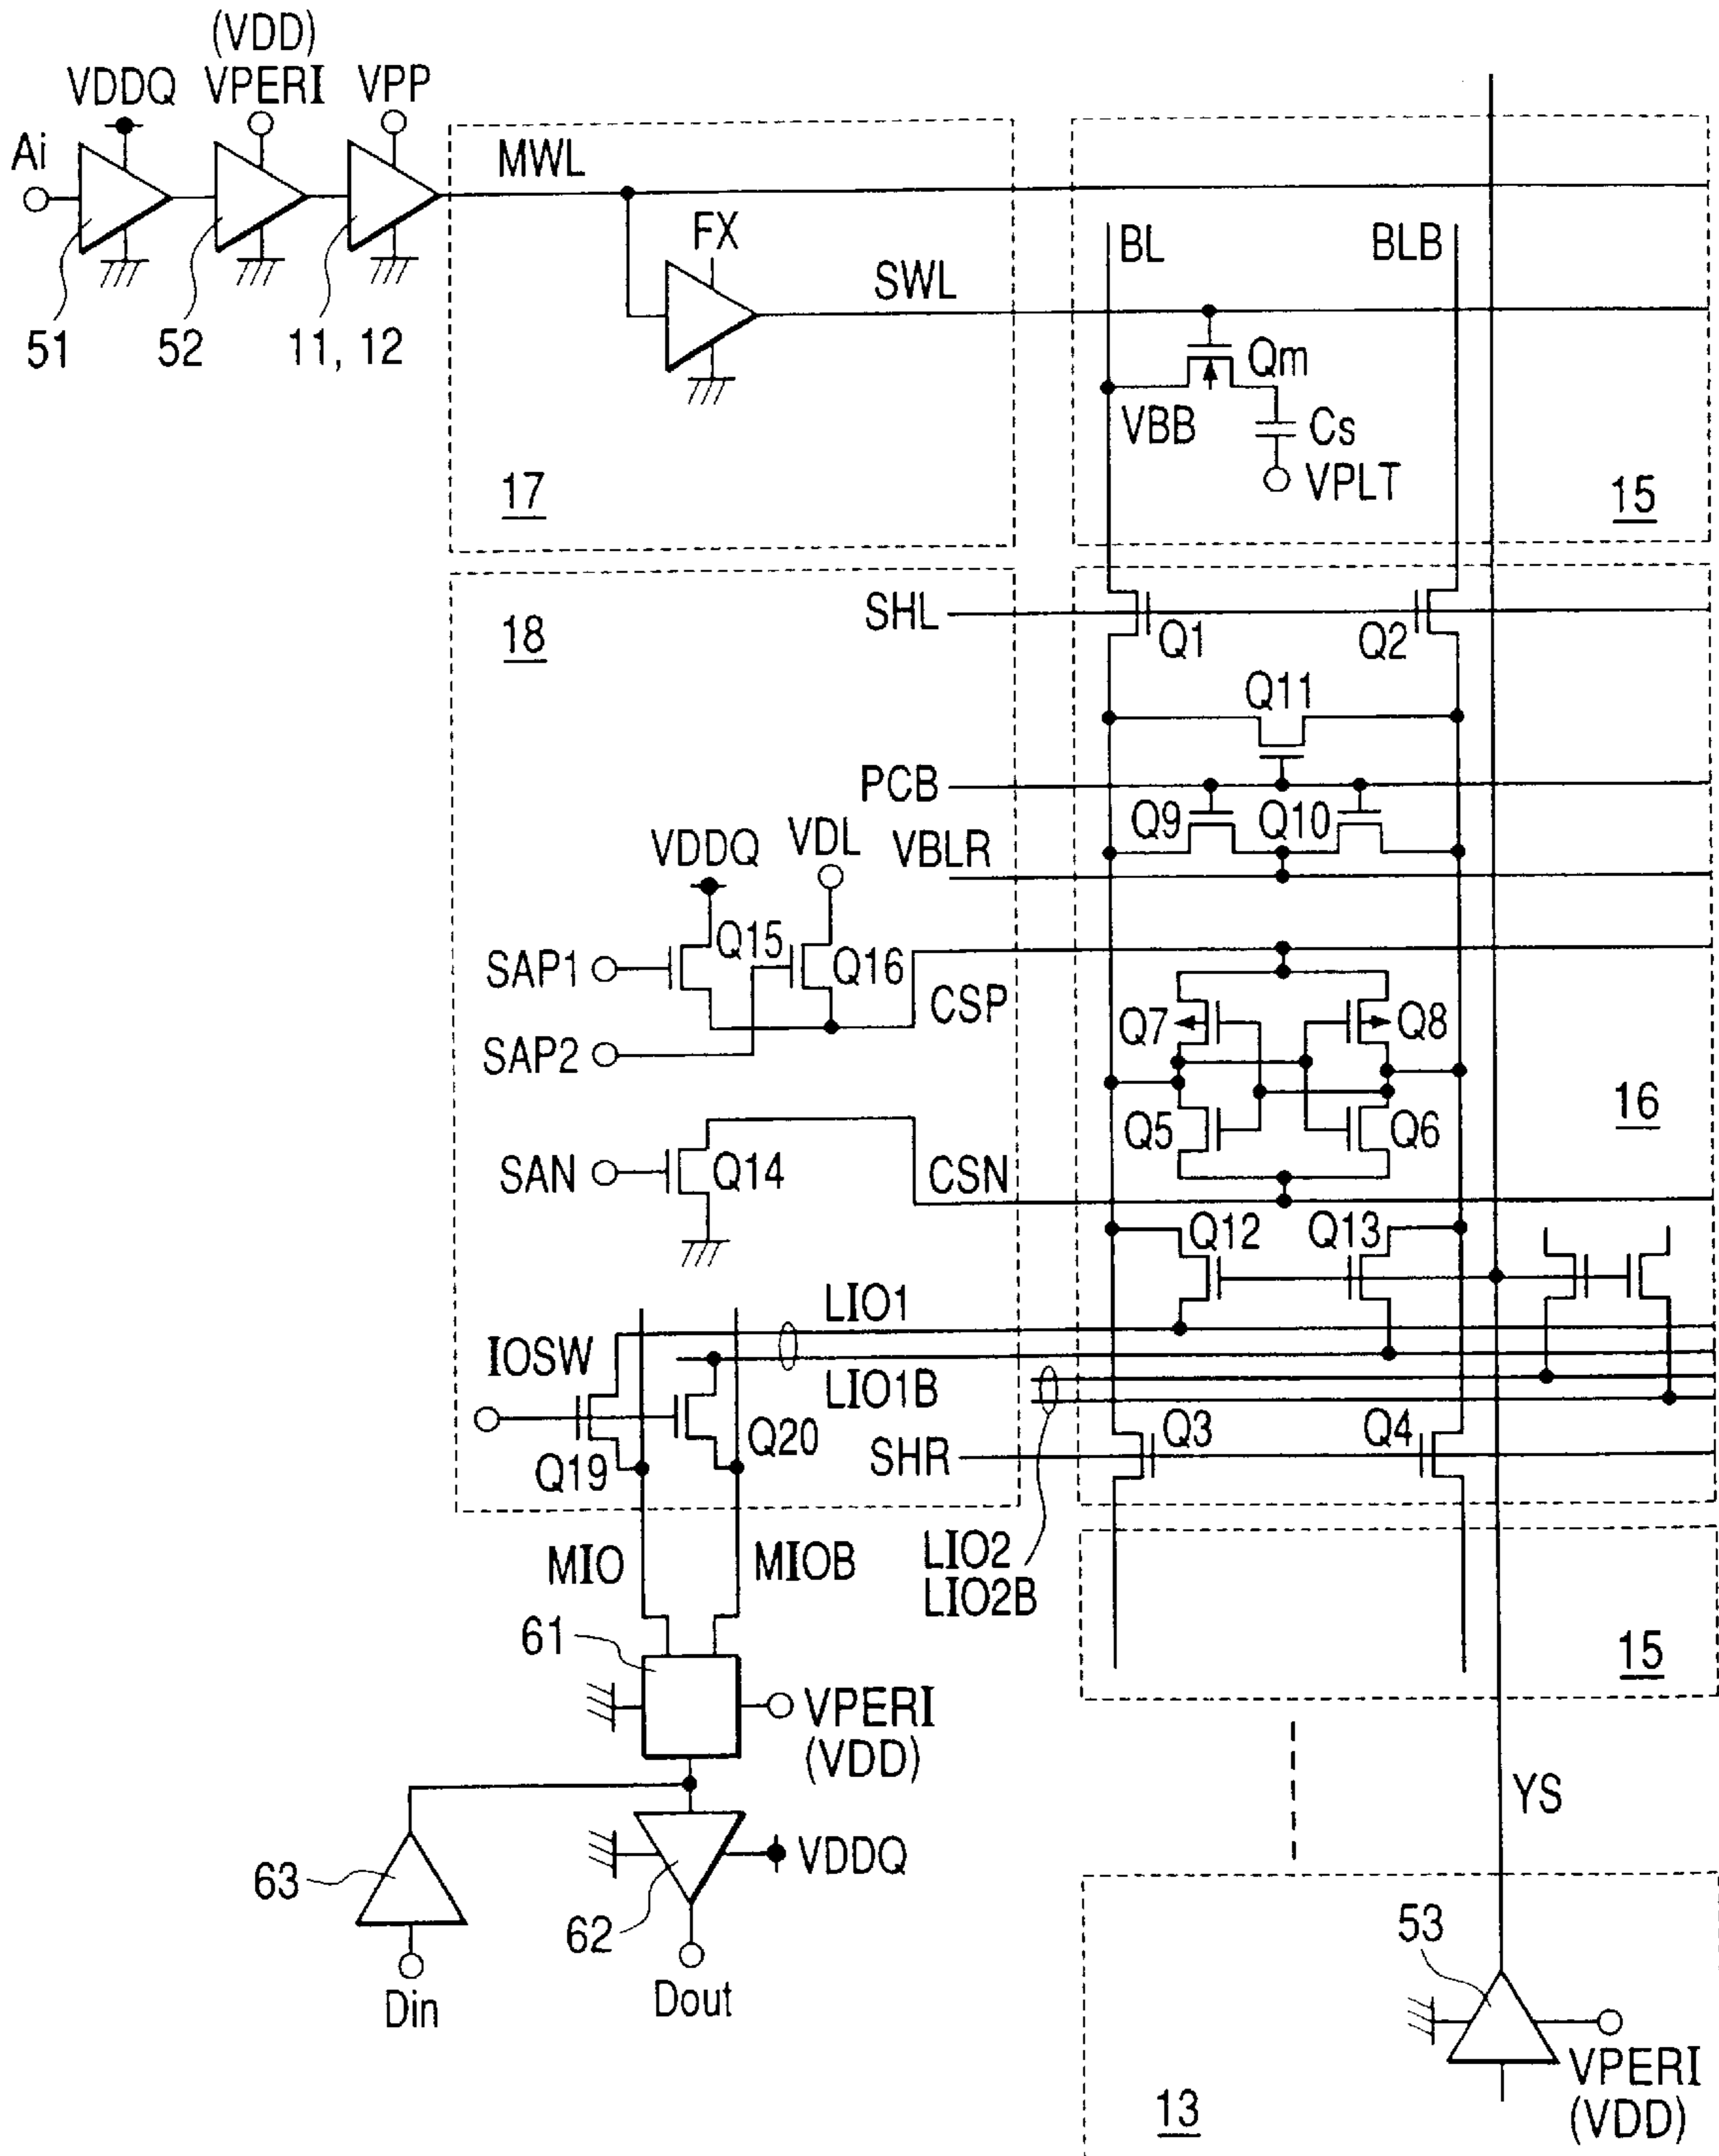 (VDD)
VDDQ VPERI VPP
Ai
51
52
11, 12
MWL
FX
SWL
17
BL
BLB
Qm
VBB
Cs
VPLT
15
18
SHL
Q1
Q2
Q11
PCB
Q9
Q10
VBLR
VDDQ
VDL
SAP1
Q15
Q16
CSP
SAP2
Q7
Q8
Q5
Q6
16
SAN
Q14
CSN
Q12
Q13
LIO1
IOSW
LIO1B
Q19
Q20
SHR
Q3
Q4
MIO
MIOB
LIO2
LIO2B
15
61
VPERI
(VDD)
YS
63
62
VDDQ
Din
Dout
53
VPERI
(VDD)
13